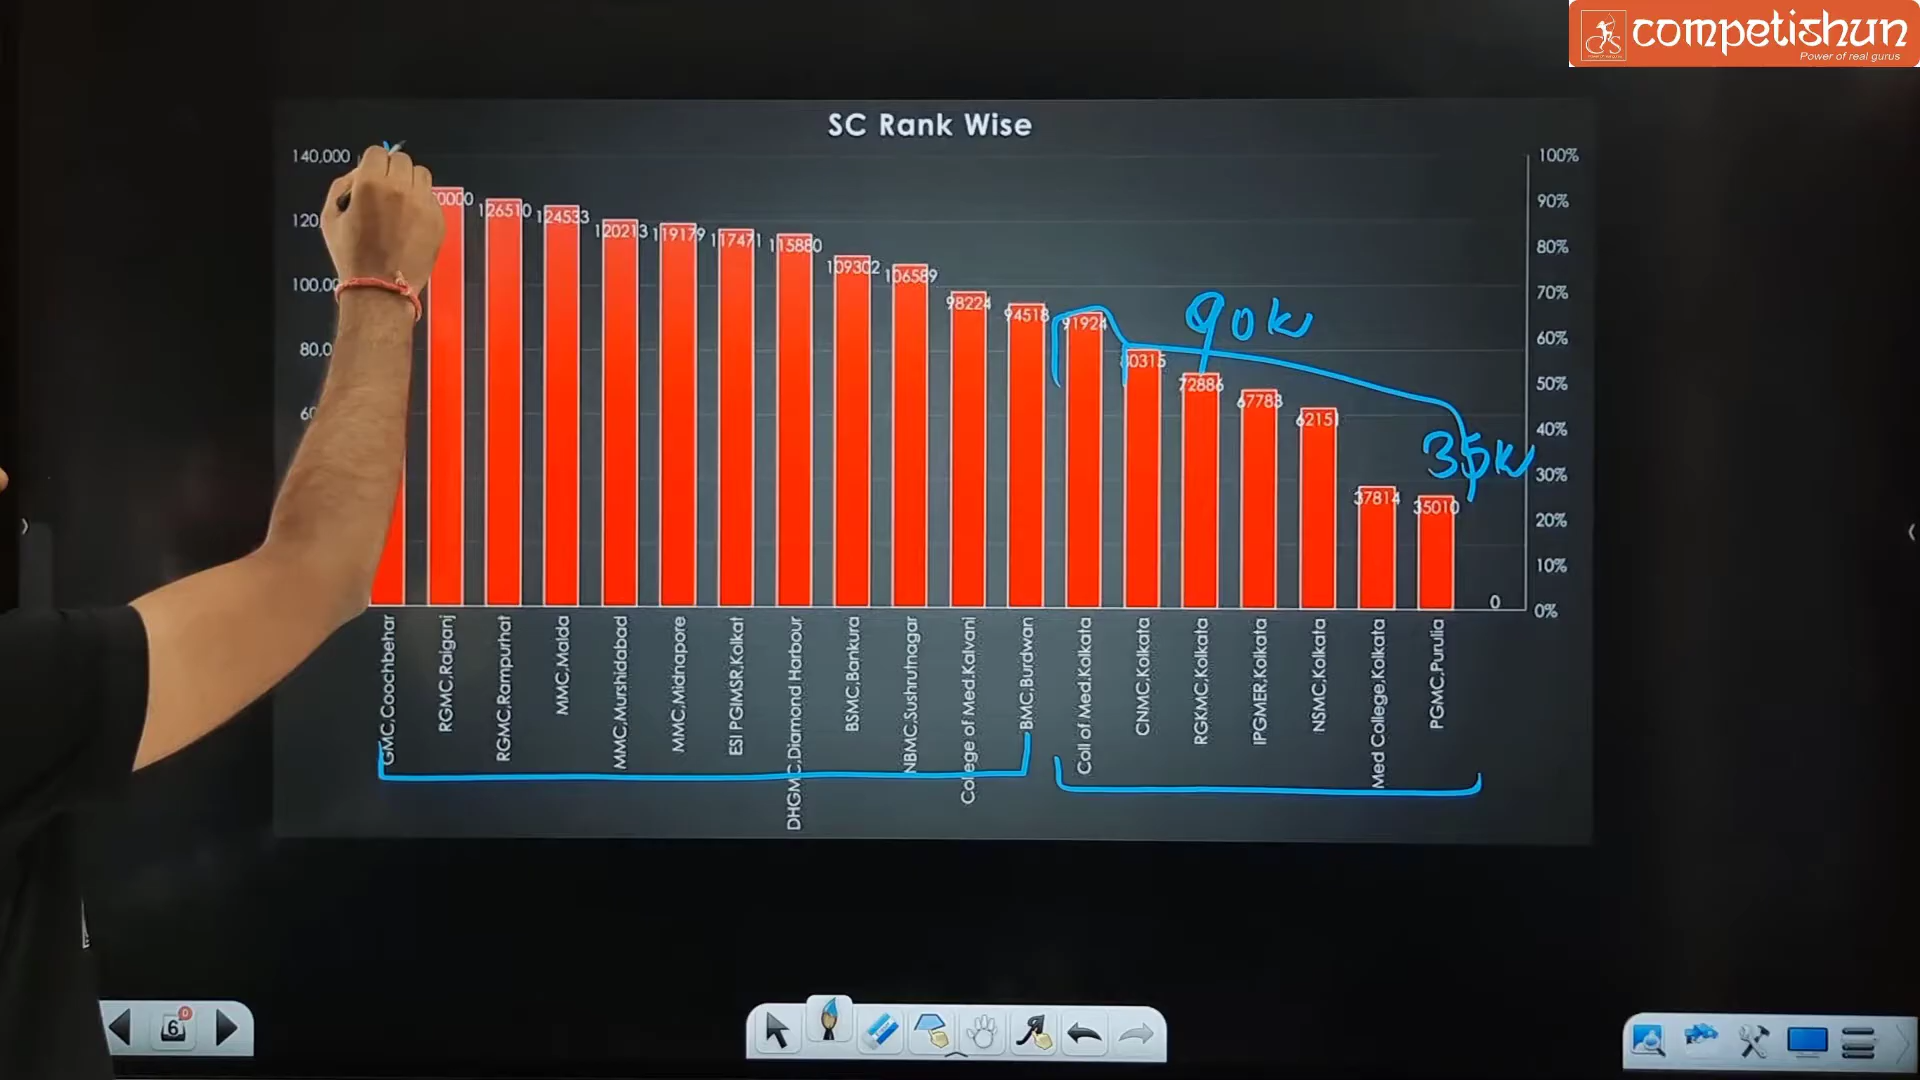 competishun
Power of real gurus
SC Rank Wise
140,000
100%
90%
80%
70%
60%
50%
40%
30%
20%
10%
0%
126510
124533
120213
119179
117471
115880
109302
106589
98224
94518
91924
80315
72886
67783
62151
37814
35010
0
90k
35k
GMC,Coochbehar
RGMC,Raiganj
RGMC,Rampurhat
MMC,Malda
MMC,Murshidabad
MMC,Midnapore
ESI PGIMSR,Kolkat
DHGMC,Diamond Harbour
BSMC,Bankura
NBMC,Sushrutnagar
College of Med,Kalyani
BMC,Burdwan
Coll of Med,Kolkata
CNMC,Kolkata
RGKMC,Kolkata
IPGMER,Kolkata
NSMC,Kolkata
Med College,Kolkata
PGMC,Purulia
6
0